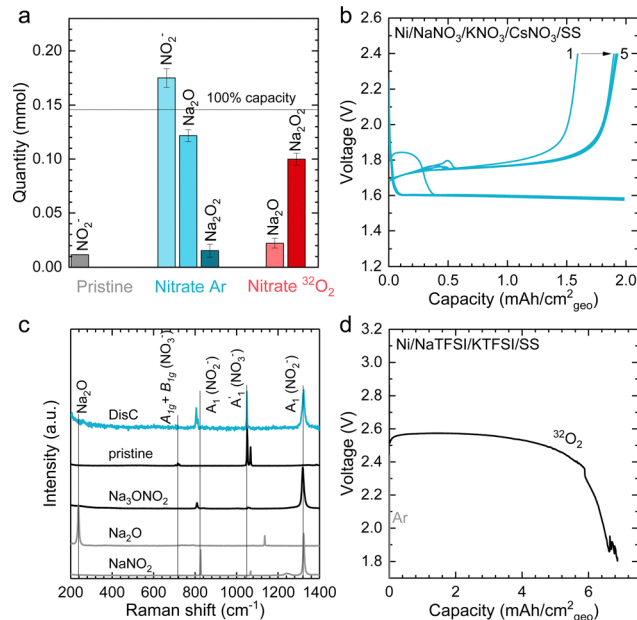 a
Quantity (mmol)
0.20
0.15
0.10
0.05
0.00
NO₂⁻
NO₂⁻
Na₂O
Na₂O₂
100% capacity
Na₂O
Na₂O₂
Pristine
Nitrate Ar
Nitrate ³²O₂
b
Ni/NaNO₃/KNO₃/CsNO₃/SS
1
5
Voltage (V)
2.6
2.4
2.2
2.0
1.8
1.6
1.4
1.2
0.0
0.5
1.0
1.5
2.0
Capacity (mAh/cm²geo)
c
Intensity (a.u.)
Na₂O
A₁g + B₁g (NO₃⁻)
A₁ (NO₂⁻)
A'₁ (NO₃⁻)
A₁ (NO₂⁻)
DisC
pristine
Na₃ONO₂
Na₂O
NaNO₂
200
400
600
800
1000
1200
1400
Raman shift (cm⁻¹)
d
Ni/NaTFSI/KTFSI/SS
³²O₂
Ar
Voltage (V)
3.2
3.0
2.8
2.6
2.4
2.2
2.0
1.8
0
2
4
6
Capacity (mAh/cm²geo)